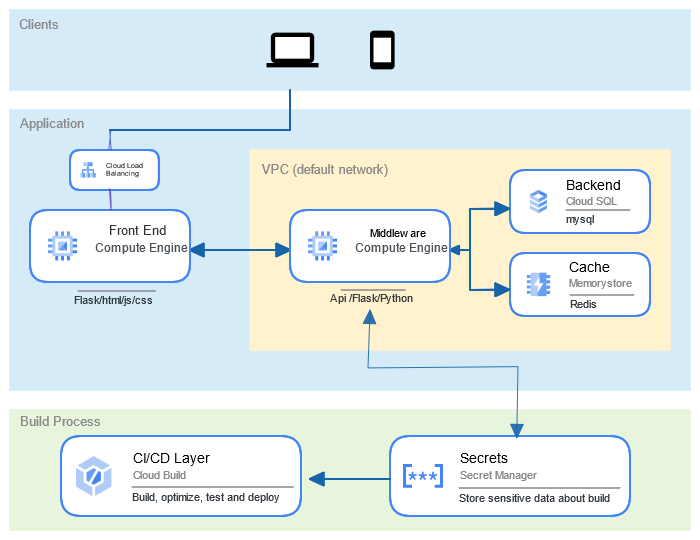 Clients
Application
Cloud Load
Balancing
VPC (default network)
Front End
Compute Engine
Flask/html/js/css
Middlew are
Compute Engine
Api /Flask/Python
Backend
Cloud SQL
mysql
Cache
Memorystore
Redis
Build Process
CI/CD Layer
Cloud Build
Build, optimize, test and deploy
[***]
Secrets
Secret Manager
Store sensitive data about build